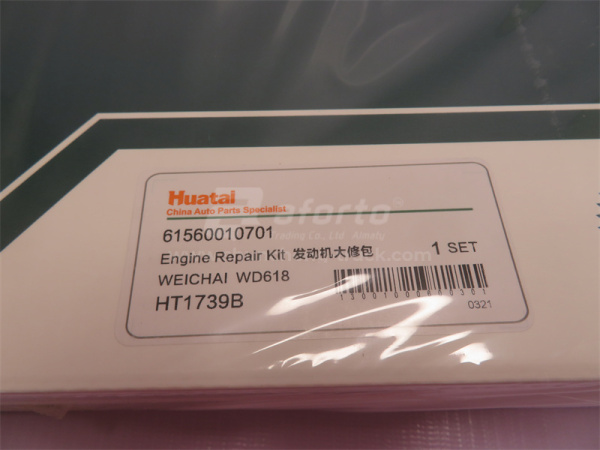 Huatai
China Auto Parts Specialist
61560010701
Engine Repair Kit 发动机大修包 1 SET
WEICHAI WD618
HT1739B
0321